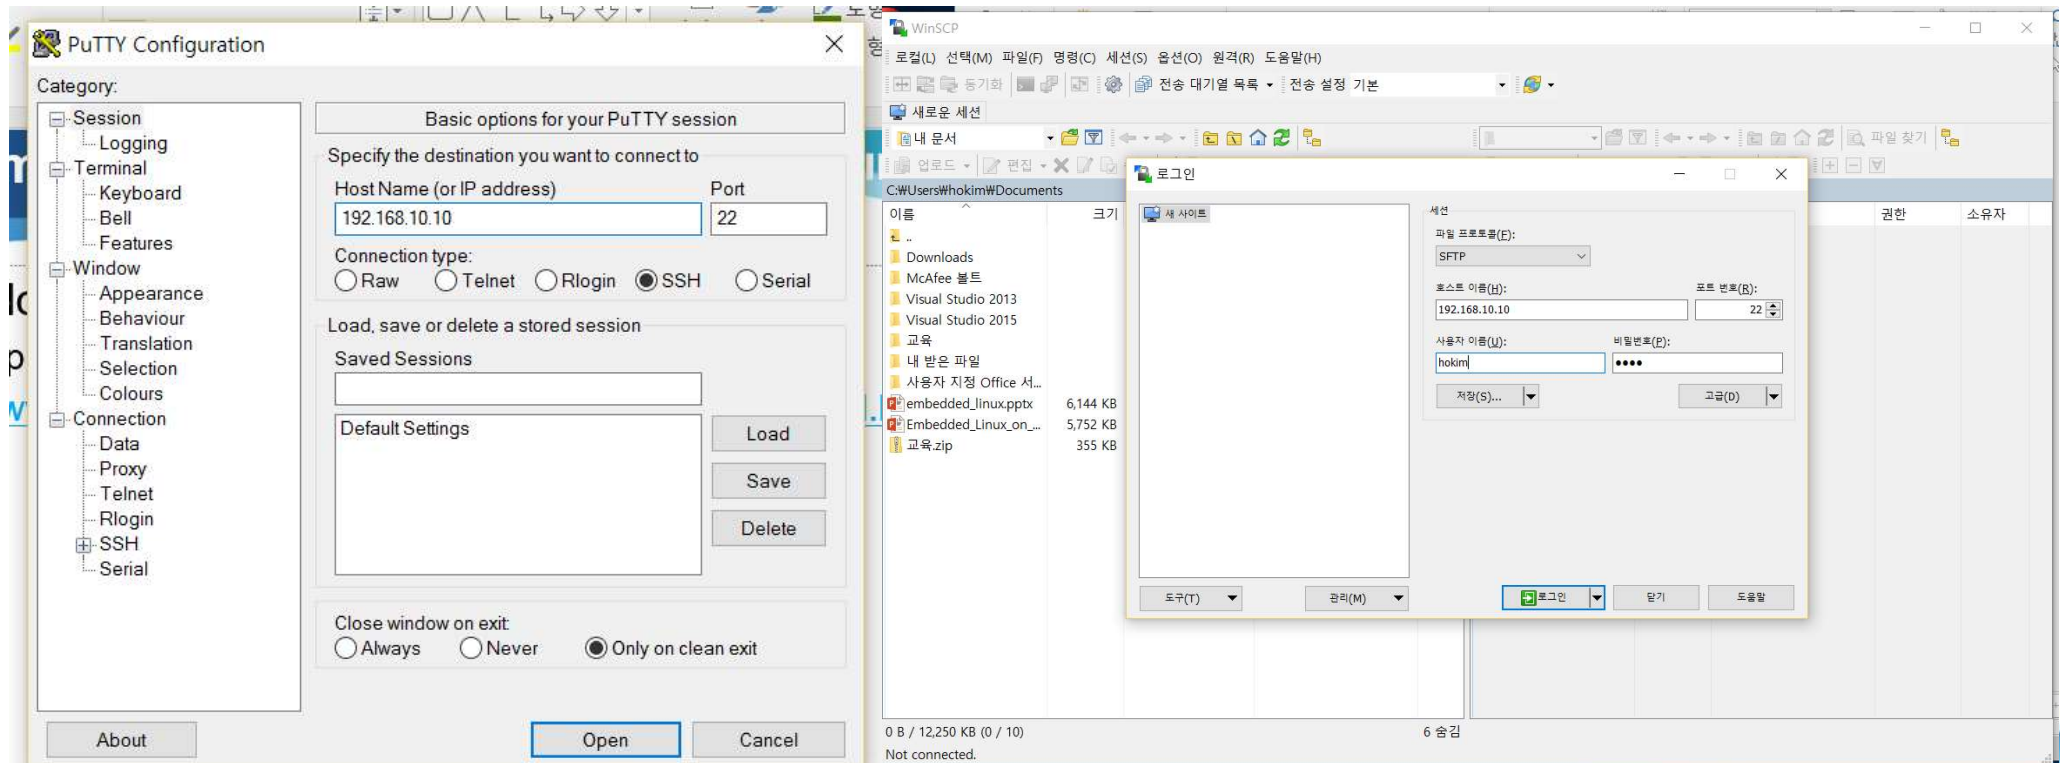 PuTTY Configuration
Category:
Session
Logging
Terminal
Keyboard
Bell
Features
Window
Appearance
Behaviour
Translation
Selection
Colours
Connection
Data
Proxy
Telnet
Rlogin
SSH
Serial
Basic options for your PuTTY session
Specify the destination you want to connect to
Host Name (or IP address) Port
192.168.10.10 22
Connection type:
Raw Telnet Rlogin SSH Serial
Load, save or delete a stored session
Saved Sessions
Default Settings
Load
Save
Delete
Close window on exit:
Always Never Only on clean exit
About Open Cancel
WinSCP
로컬(L) 선택(M) 파일(F) 명령(C) 세션(S) 옵션(O) 원격(R) 도움말(H)
동기화 전송 대기열 목록 전송 설정 기본
새로운 세션
내 문서 파일 찾기
업로드 편집
C:₩Users₩hokim₩Documents
이름 크기 권한 소유자
..
Downloads
McAfee 볼트
Visual Studio 2013
Visual Studio 2015
교육
내 받은 파일
사용자 지정 Office 서...
embedded_linux.pptx 6,144 KB
Embedded_Linux_on_... 5,752 KB
교육.zip 355 KB
로그인
새 사이트
세션
파일 프로토콜(F):
SFTP
호스트 이름(H): 포트 번호(R):
192.168.10.10 22
사용자 이름(U): 비밀번호(P):
hokim ●●●●
저장(S)... 고급(D)
도구(T) 관리(M) 로그인 닫기 도움말
0 B / 12,250 KB (0 / 10) 6 숨김
Not connected.